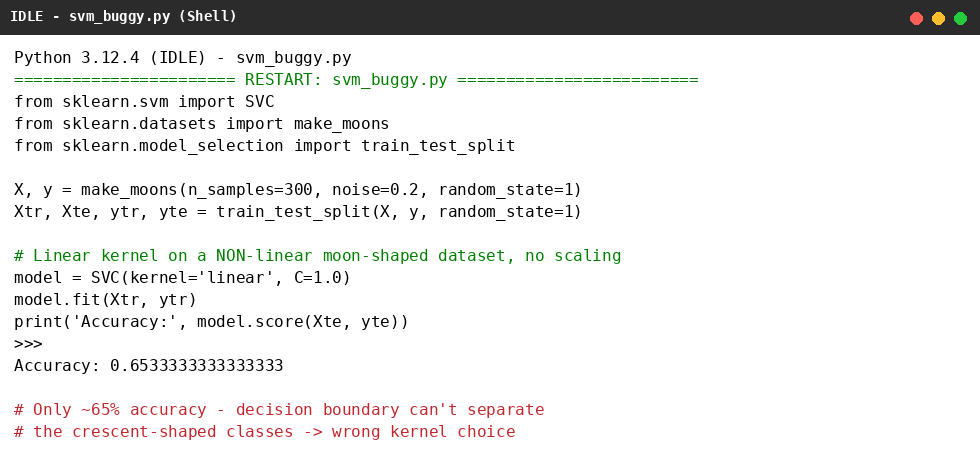 IDLE - svm_buggy.py (Shell)
Python 3.12.4 (IDLE) - svm_buggy.py
======================= RESTART: svm_buggy.py =========================
from sklearn.svm import SVC
from sklearn.datasets import make_moons
from sklearn.model_selection import train_test_split
X, y = make_moons(n_samples=300, noise=0.2, random_state=1)
Xtr, Xte, ytr, yte = train_test_split(X, y, random_state=1)
# Linear kernel on a NON-linear moon-shaped dataset, no scaling
model = SVC(kernel='linear', C=1.0)
model.fit(Xtr, ytr)
print('Accuracy:', model.score(Xte, yte))
>>>
Accuracy: 0.6533333333333333
# Only ~65% accuracy - decision boundary can't separate
# the crescent-shaped classes -> wrong kernel choice